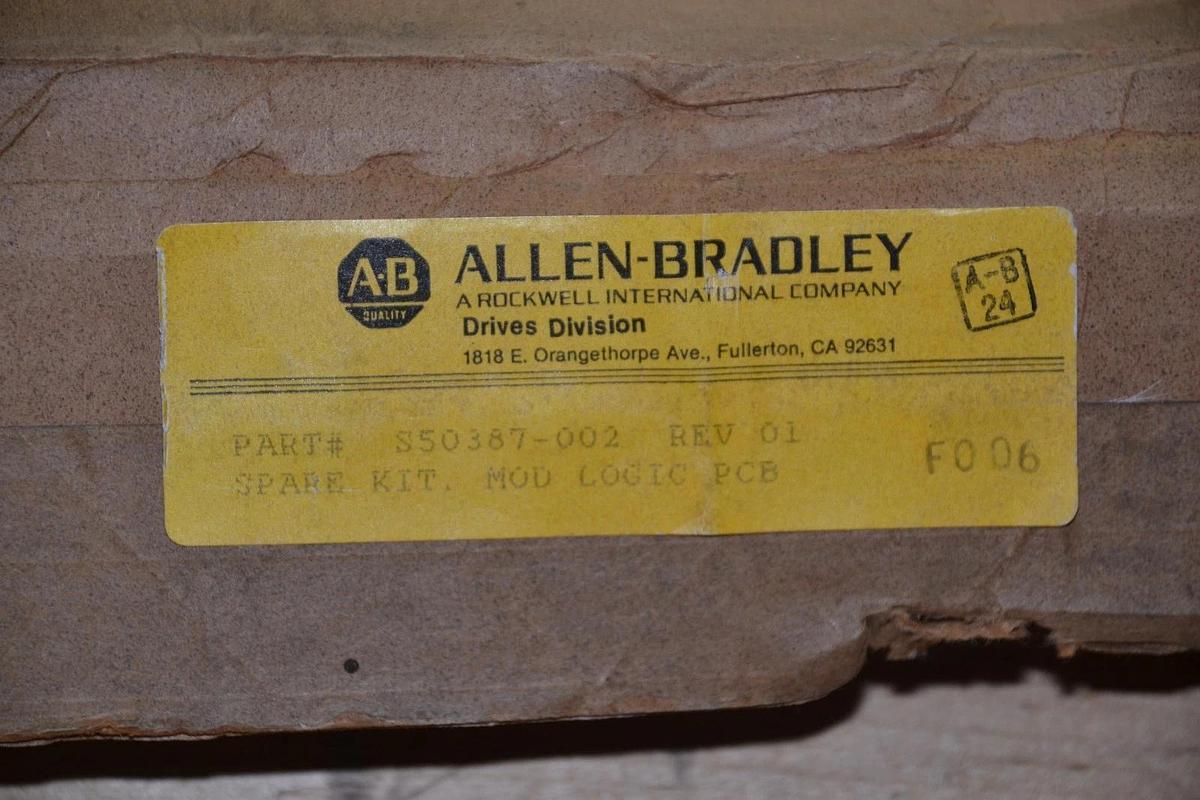 A·B
QUALITY
ALLEN-BRADLEY
A ROCKWELL INTERNATIONAL COMPANY
Drives Division
1818 E. Orangethorpe Ave., Fullerton, CA 92631
A-B
24
PART# S50387-002 REV 01
SPARE KIT. MOD LOGIC PCB
F006